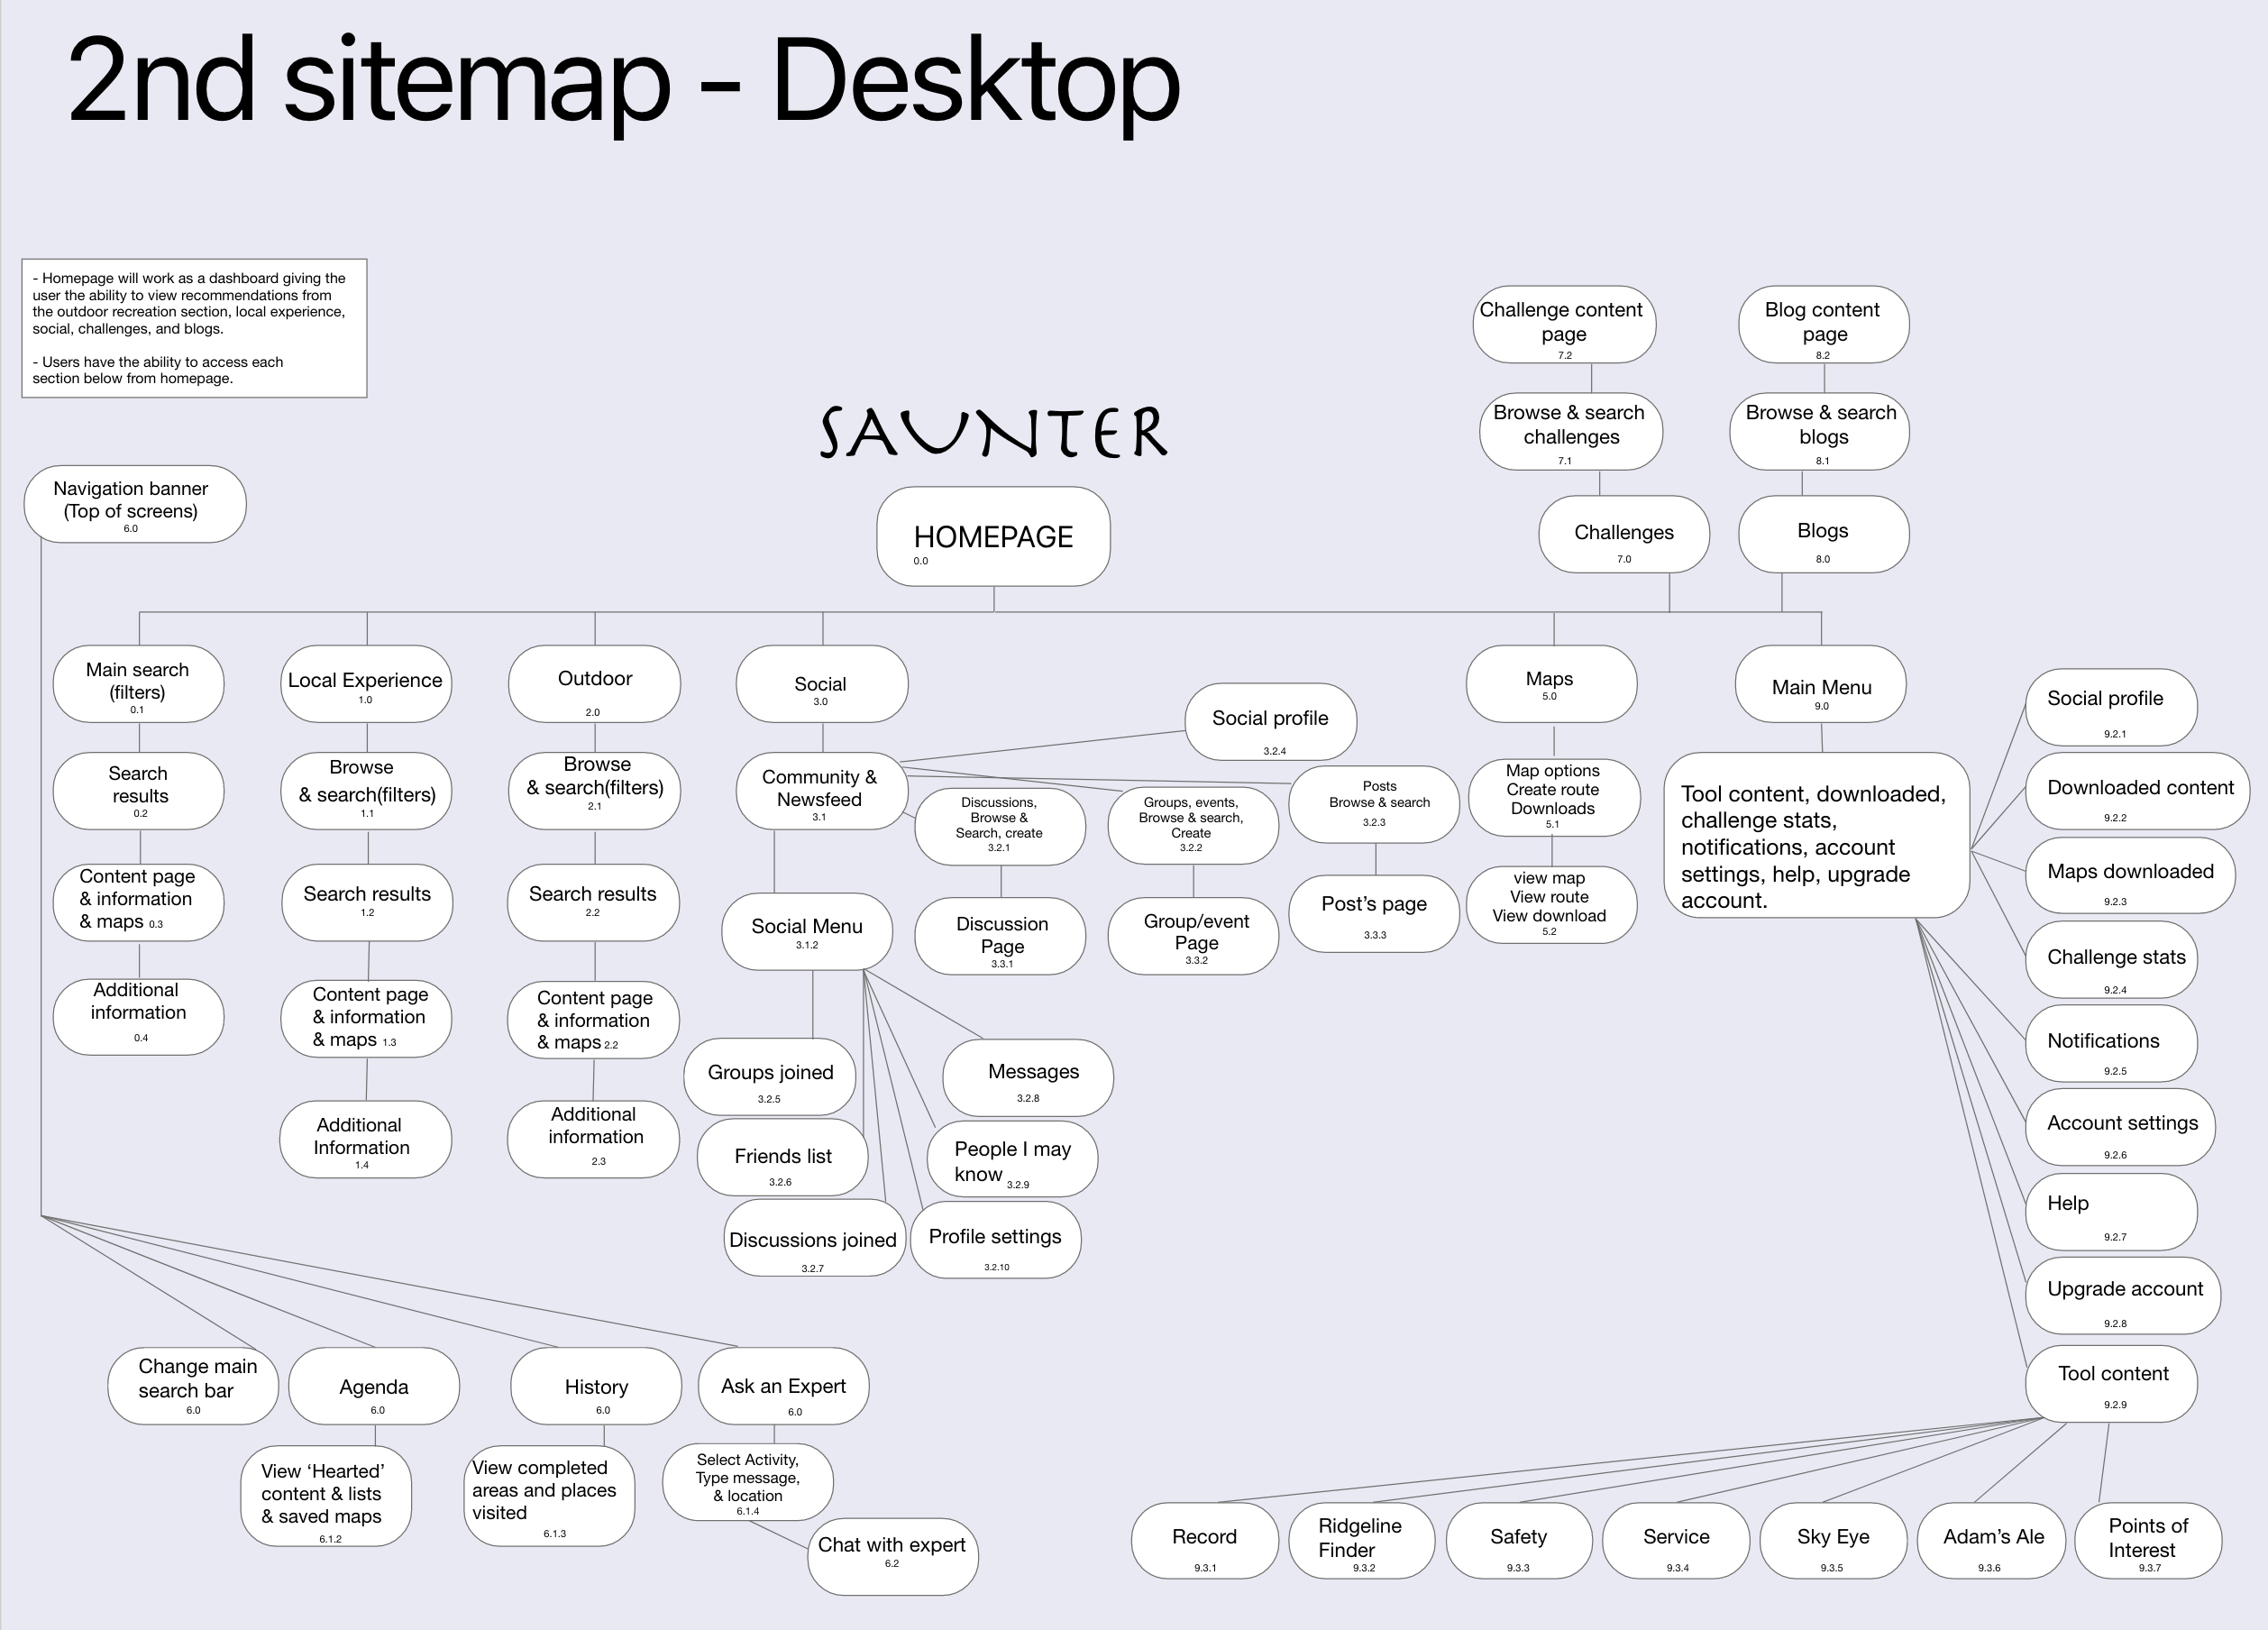 2nd sitemap - Desktop
- Homepage will work as a dashboard giving the
user the ability to view recommendations from
the outdoor recreation section, local experience,
social, challenges, and blogs.
- Users have the ability to access each
section below from homepage.
SAUNTER
Challenge content
page
7.2
Blog content
page
8.2
Browse & search
challenges
7.1
Browse & search
blogs
8.1
Navigation banner
(Top of screens)
6.0
HOMEPAGE
0.0
Challenges
7.0
Blogs
8.0
Main search
(filters)
0.1
Search
results
0.2
Content page
& information
& maps 0.3
Additional
information
0.4
Local Experience
1.0
Browse
& search(filters)
1.1
Search results
1.2
Content page
& information
& maps 1.3
Additional
Information
1.4
Outdoor
2.0
Browse
& search(filters)
2.1
Search results
2.2
Content page
& information
& maps 2.2
Additional
information
2.3
Social
3.0
Community &
Newsfeed
3.1
Social profile
3.2.4
Discussions,
Browse &
Search, create
3.2.1
Groups, events,
Browse & search,
Create
3.2.2
Posts
Browse & search
3.2.3
Social Menu
3.1.2
Discussion
Page
3.3.1
Group/event
Page
3.3.2
Post's page
3.3.3
Groups joined
3.2.5
Messages
3.2.8
Friends list
3.2.6
People I may
know 3.2.9
Discussions joined
3.2.7
Profile settings
3.2.10
Maps
5.0
Map options
Create route
Downloads
5.1
view map
View route
View download
5.2
Main Menu
9.0
Tool content, downloaded,
challenge stats,
notifications, account
settings, help, upgrade
account.
Social profile
9.2.1
Downloaded content
9.2.2
Maps downloaded
9.2.3
Challenge stats
9.2.4
Notifications
9.2.5
Account settings
9.2.6
Help
9.2.7
Upgrade account
9.2.8
Tool content
9.2.9
Change main
search bar
6.0
Agenda
6.0
History
6.0
Ask an Expert
6.0
View ‘Hearted’
content & lists
& saved maps
6.1.2
View completed
areas and places
visited
6.1.3
Select Activity,
Type message,
& location
6.1.4
Chat with expert
6.2
Record
9.3.1
Ridgeline
Finder
9.3.2
Safety
9.3.3
Service
9.3.4
Sky Eye
9.3.5
Adam's Ale
9.3.6
Points of
Interest
9.3.7